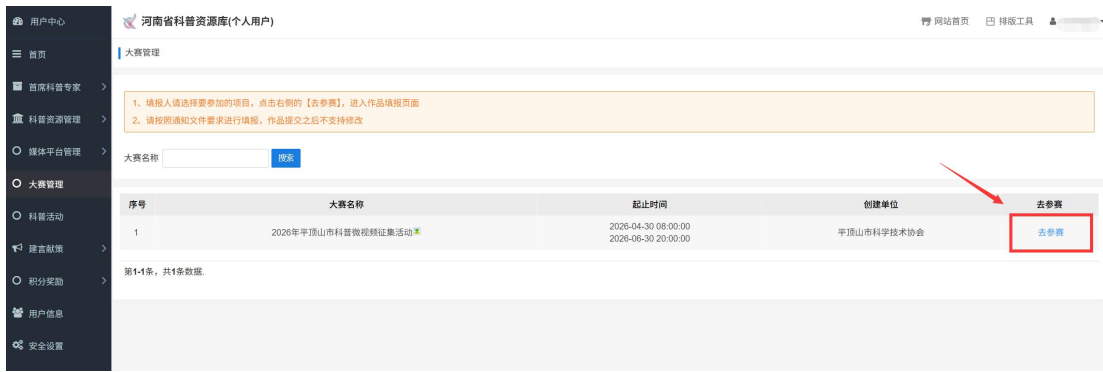 用户中心
河南省科普资源库(个人用户)
网站首页
排版工具
首页
大赛管理
首席科普专家
1、填报人请选择要参加的项目，点击右侧的【去参赛】，进入作品填报页面
科普资源管理
2、请按照通知文件要求进行填报，作品提交之后不支持修改
媒体平台管理
大赛名称
搜索
大赛管理
序号 大赛名称 起止时间 创建单位 去参赛
科普活动
1 2026年平顶山市科普微视频征集活动 2026-04-30 08:00:00 平顶山市科学技术协会 去参赛
2026-06-30 20:00:00
建言献策
第1-1条，共1条数据.
积分奖励
用户信息
安全设置